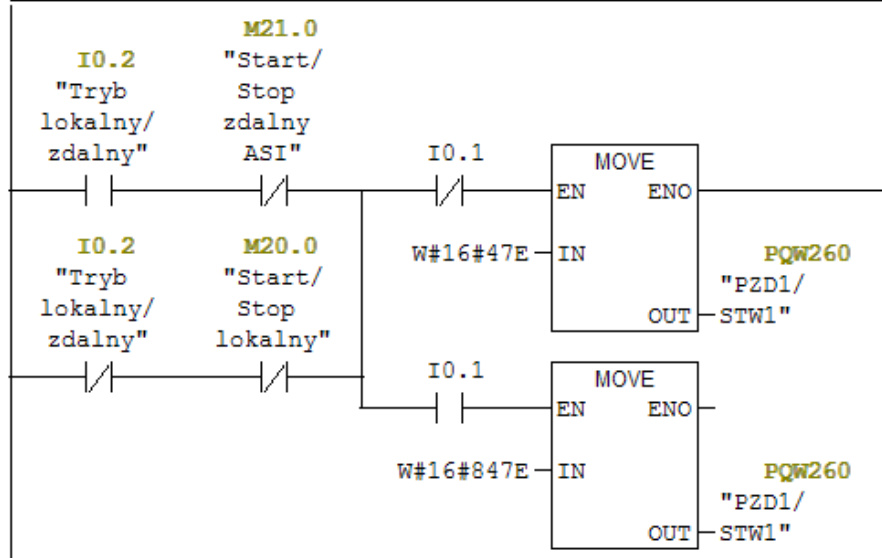 M21.0
I0.2 "Start/
"Tryb Stop
lokalny/ zdalny
zdalny" ASI" I0.1
MOVE
EN ENO
W#16#47E IN PQW260
"PZD1/
OUT STW1"
I0.2 M20.0
"Tryb "Start/
lokalny/ Stop
zdalny" lokalny"
I0.1
MOVE
EN ENO
W#16#847E IN PQW260
"PZD1/
OUT STW1"